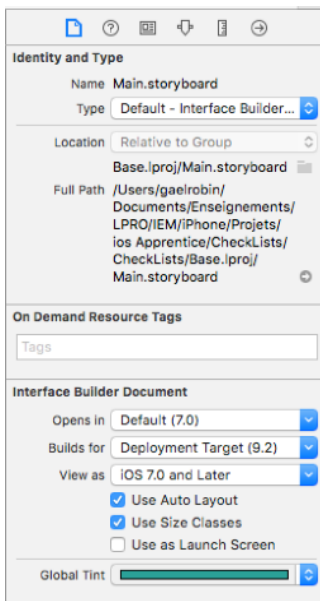 Identity and Type
Name Main.storyboard
Type Default - Interface Builder...
Location Relative to Group
Base.lproj/Main.storyboard
Full Path /Users/gaelrobin/
Documents/Enseignements/
LPRO/IEM/iPhone/Projets/
ios Apprentice/CheckLists/
CheckLists/Base.lproj/
Main.storyboard
On Demand Resource Tags
Tags
Interface Builder Document
Opens in Default (7.0)
Builds for Deployment Target (9.2)
View as iOS 7.0 and Later
Use Auto Layout
Use Size Classes
Use as Launch Screen
Global Tint